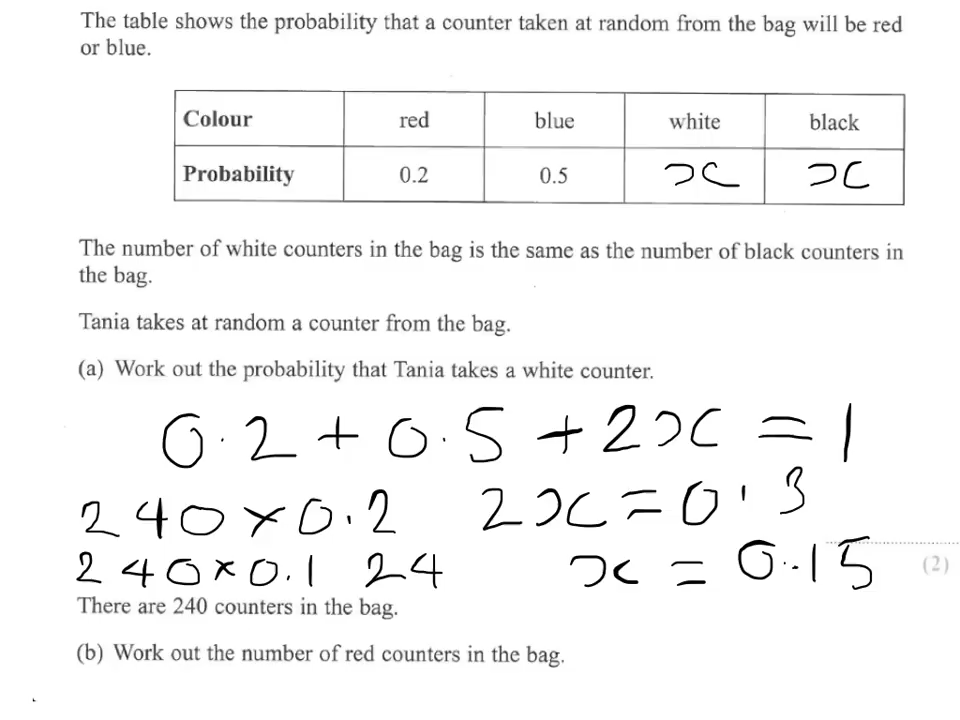 The table shows the probability that a counter taken at random from the bag will be red
or blue.
Colour red blue white black
Probability 0.2 0.5 x x
The number of white counters in the bag is the same as the number of black counters in
the bag.
Tania takes at random a counter from the bag.
(a) Work out the probability that Tania takes a white counter.
0.2 + 0.5 + 2x = 1
240 × 0.2 2x = 0.3
240 × 0.1 24 x = 0.15
(2)
There are 240 counters in the bag.
(b) Work out the number of red counters in the bag.